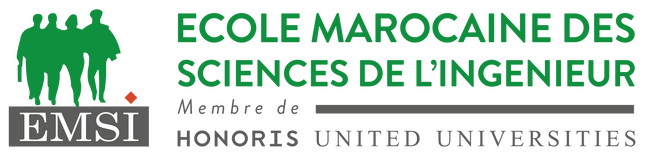 ECOLE MAROCAINE DES
SCIENCES DE L'INGENIEUR
Membre de
HONORIS UNITED UNIVERSITIES
EMSI